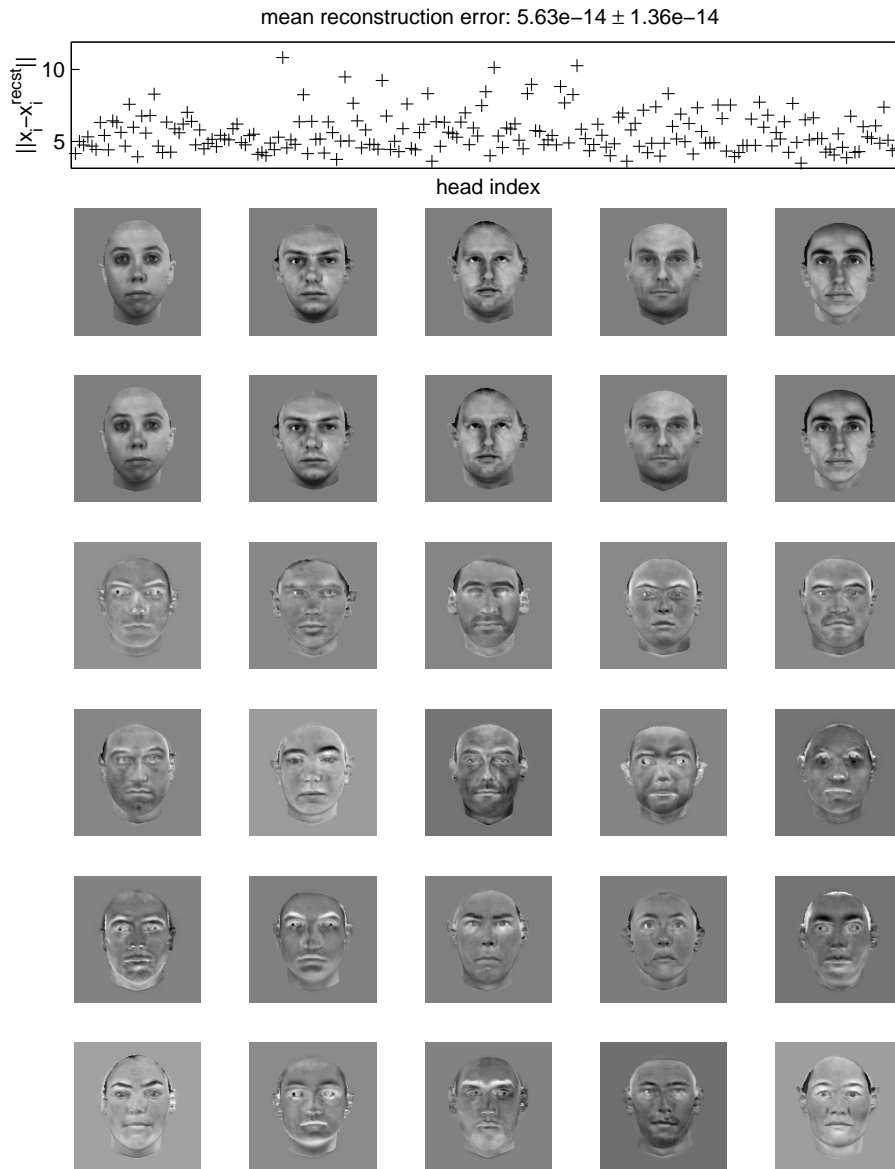 mean reconstruction error: 5.63e−14 ± 1.36e−14
10
5
||x_i−x_i^recst||
head index